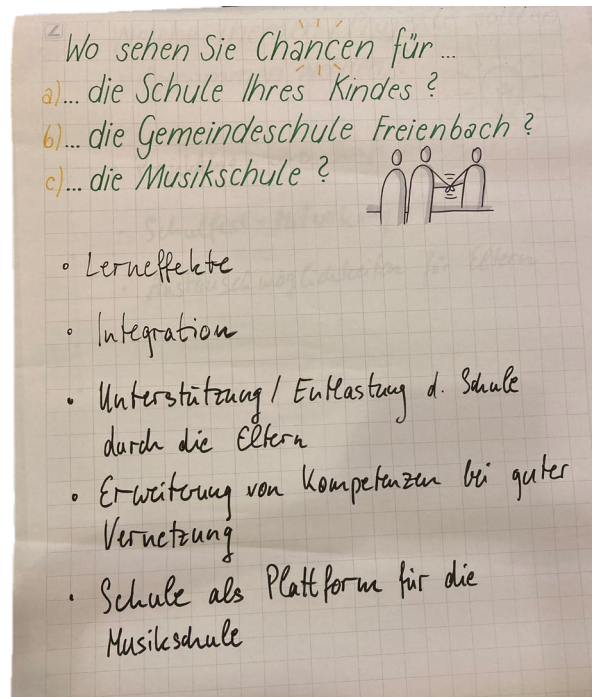 Wo sehen Sie Chancen für ...
a) ... die Schule Ihres Kindes ?
b) ... die Gemeindeschule Freienbach ?
c) ... die Musikschule ?
• Lerneffekte
• Integration
• Unterstützung / Entlastung d. Schule
durch die Eltern
• Erweiterung von Kompetenzen bei guter
Vernetzung
• Schule als Plattform für die
Musikschule